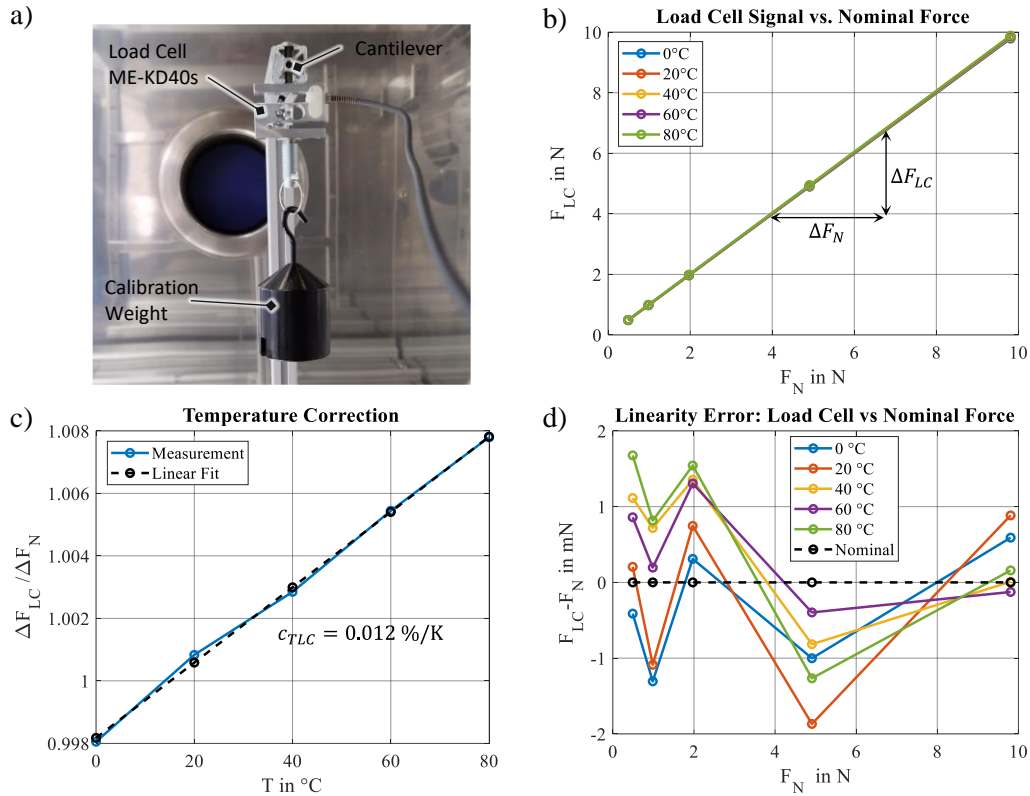 a)
Load Cell
ME-KD40s
Cantilever
Calibration
Weight
b)
Load Cell Signal vs. Nominal Force
0°C
20°C
40°C
60°C
80°C
ΔF_LC
ΔF_N
F_LC in N
10
8
6
4
2
0
0 2 4 6 8 10
F_N in N
c)
Temperature Correction
Measurement
Linear Fit
c_TLC = 0.012 %/K
ΔF_LC /ΔF_N
1.008
1.006
1.004
1.002
1
0.998
0 20 40 60 80
T in °C
d)
Linearity Error: Load Cell vs Nominal Force
0 °C
20 °C
40 °C
60 °C
80 °C
Nominal
F_LC-F_N in mN
2
1
0
-1
-2
0 2 4 6 8 10
F_N in N